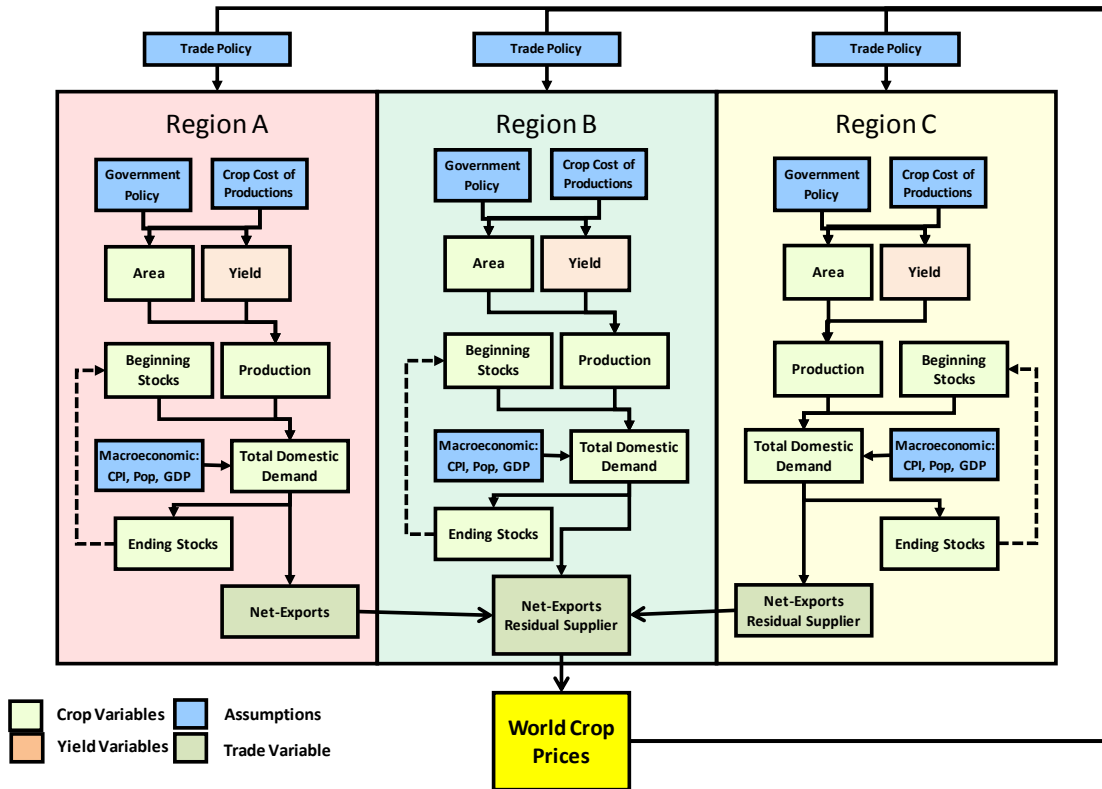 Trade Policy
Trade Policy
Trade Policy
Region A
Government
Policy
Crop Cost of
Productions
Area
Yield
Beginning
Stocks
Production
Macroeconomic:
CPI, Pop, GDP
Total Domestic
Demand
Ending Stocks
Net-Exports
Region B
Government
Policy
Crop Cost of
Productions
Area
Yield
Beginning
Stocks
Production
Macroeconomic:
CPI, Pop, GDP
Total Domestic
Demand
Ending Stocks
Net-Exports
Residual Supplier
Region C
Government
Policy
Crop Cost of
Productions
Area
Yield
Production
Beginning
Stocks
Total Domestic
Demand
Macroeconomic:
CPI, Pop, GDP
Ending Stocks
Net-Exports
Residual Supplier
World Crop
Prices
Crop Variables
Assumptions
Yield Variables
Trade Variable